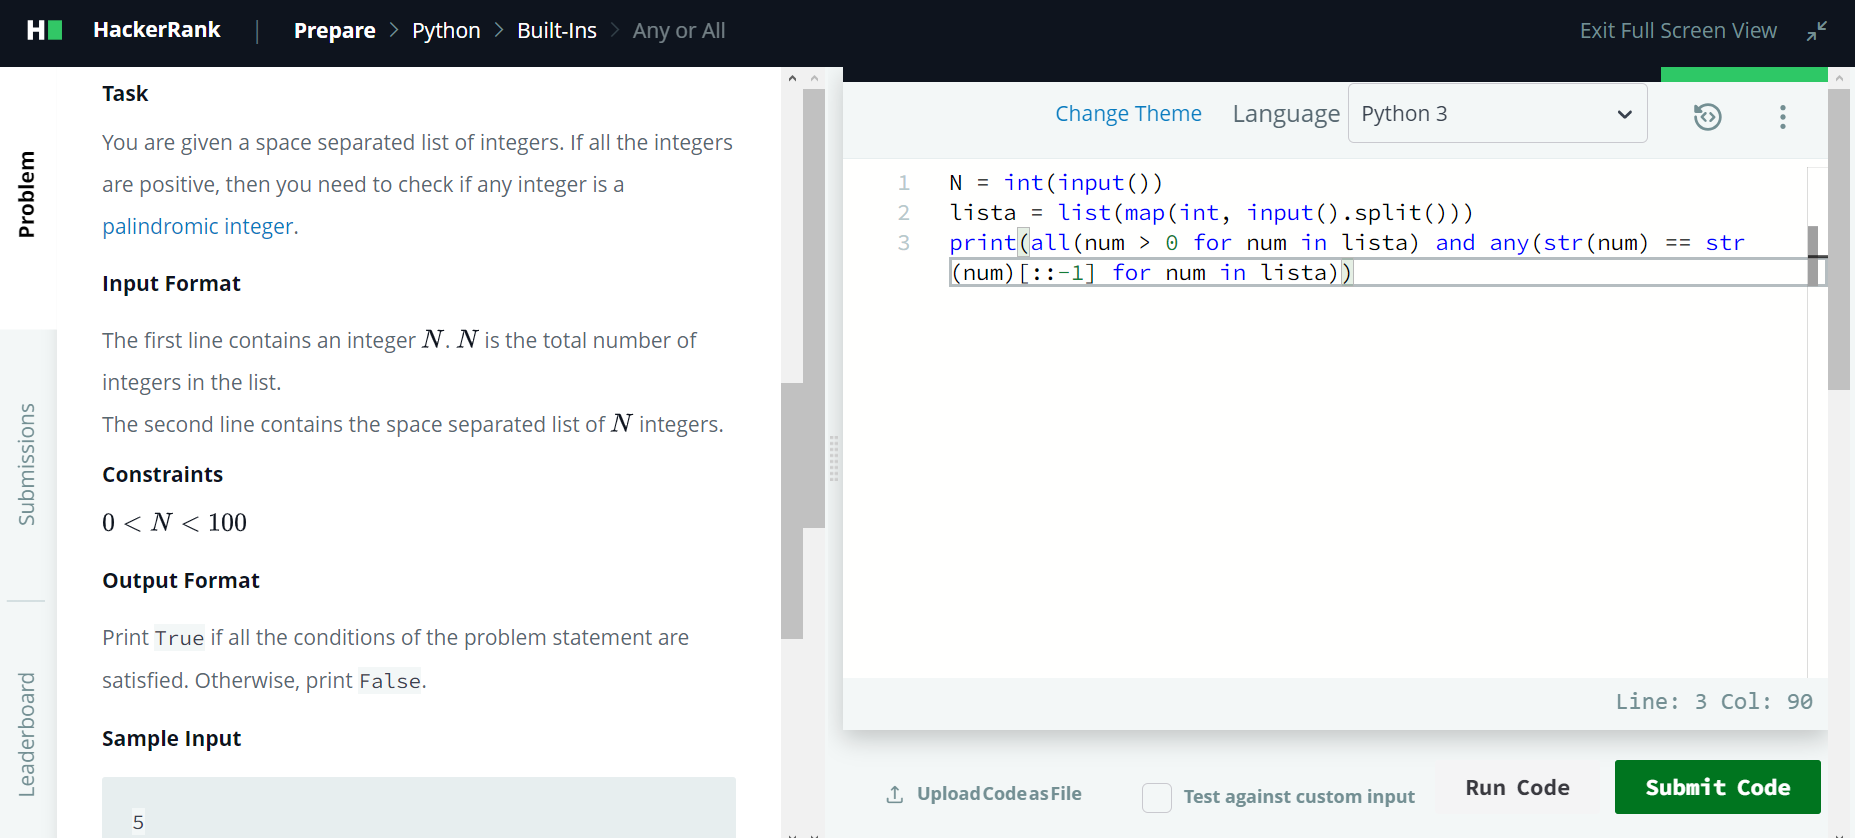 H HackerRank | Prepare > Python > Built-Ins > Any or All Exit Full Screen View
Problem
Submissions
Leaderboard
Task
You are given a space separated list of integers. If all the integers
are positive, then you need to check if any integer is a
palindromic integer.
Input Format
The first line contains an integer N. N is the total number of
integers in the list.
The second line contains the space separated list of N integers.
Constraints
0 < N < 100
Output Format
Print True if all the conditions of the problem statement are
satisfied. Otherwise, print False.
Sample Input
5
Change Theme Language Python 3
1 N = int(input())
2 lista = list(map(int, input().split()))
3 print(all(num > 0 for num in lista) and any(str(num) == str
(num)[::-1] for num in lista))
Line: 3 Col: 90
Upload Code as File Test against custom input Run Code Submit Code